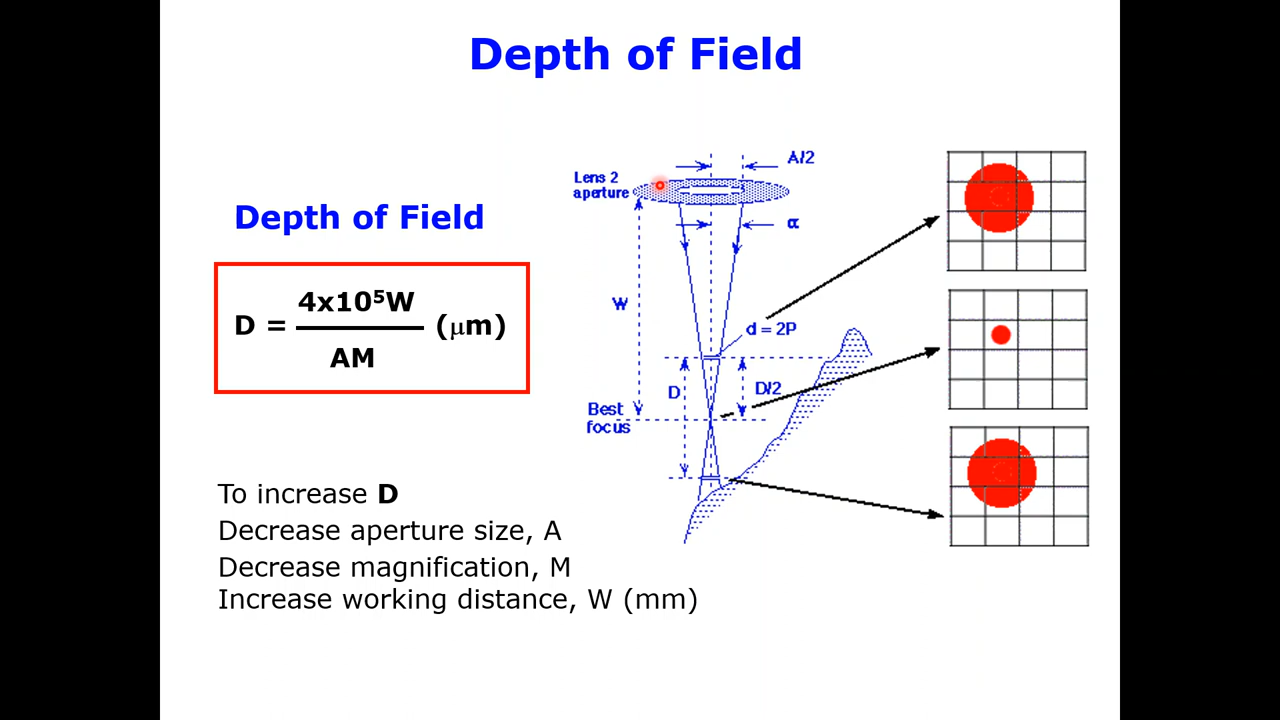 Depth of Field
Depth of Field
D = 4x10⁵W (μm)
AM
To increase D
Decrease aperture size, A
Decrease magnification, M
Increase working distance, W (mm)
A/2
Lens 2
aperture
α
W
d = 2P
D
D/2
Best
focus